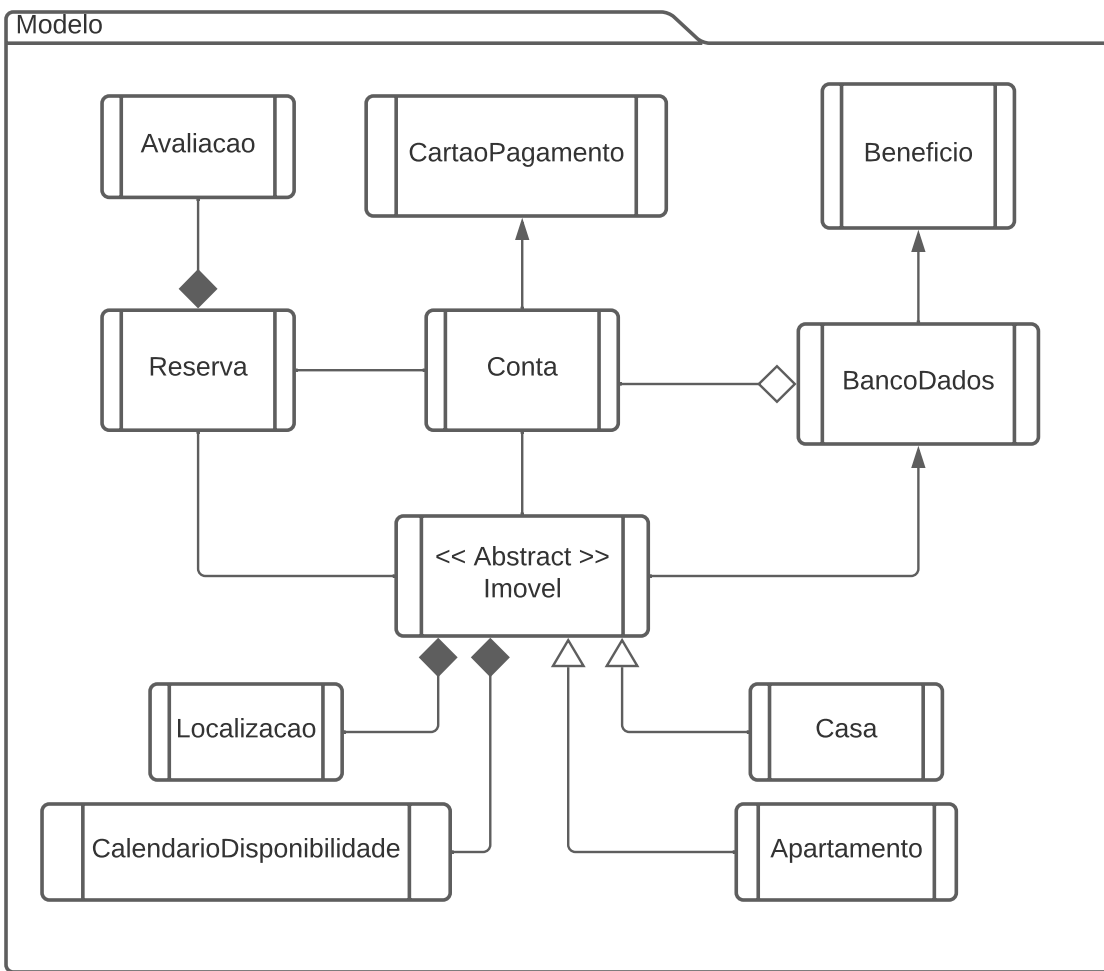 Modelo
Avaliacao
CartaoPagamento
Beneficio
Reserva
Conta
BancoDados
<< Abstract >>
Imovel
Localizacao
Casa
CalendarioDisponibilidade
Apartamento